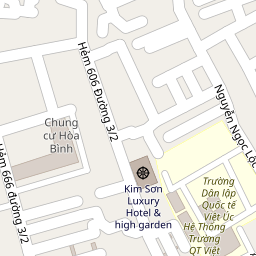 Hẻm 606 Đường 3/2
Nguyễn Ngọc Lộc
Chung
cư Hòa
Bình
Hẻm 666 đường 3/2
Kim Sơn
Luxury
Hotel &
high garden
Trường
Dân lập
Quốc tế
Việt Úc
Hệ Thống
Trường
QT Việt